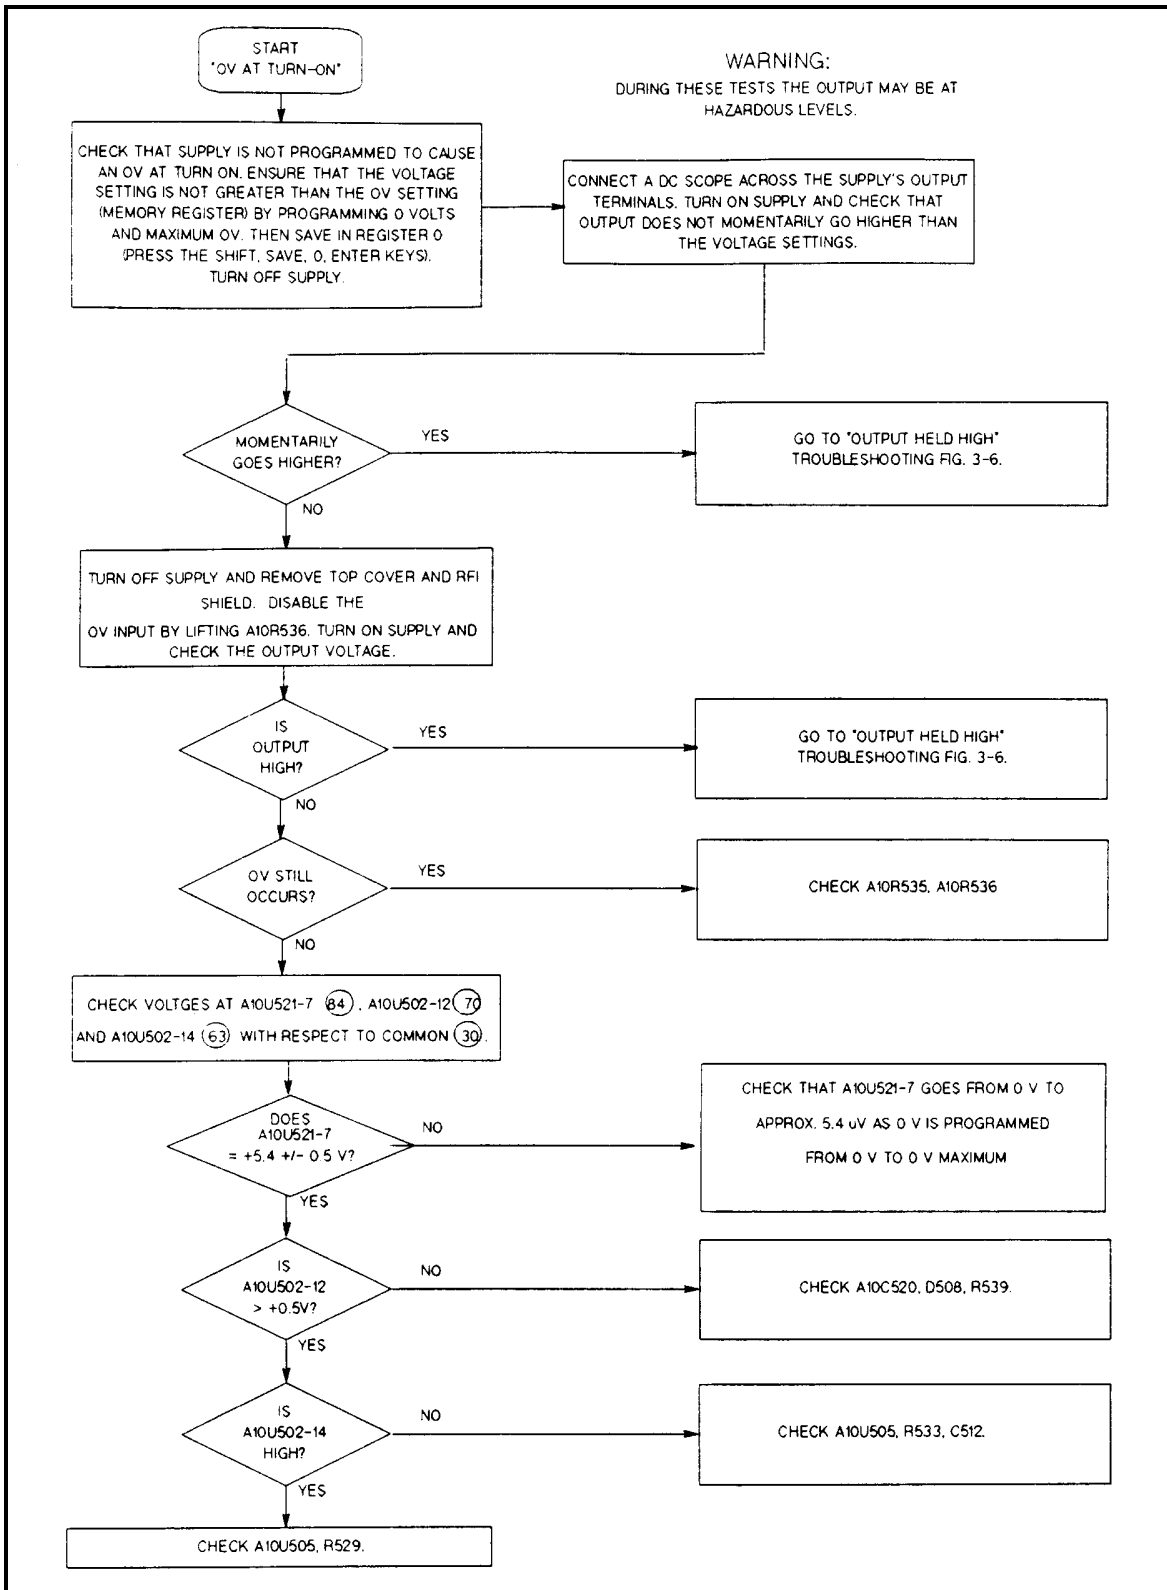 START
"OV AT TURN-ON"
WARNING:
DURING THESE TESTS THE OUTPUT MAY BE AT
HAZARDOUS LEVELS.
CHECK THAT SUPPLY IS NOT PROGRAMMED TO CAUSE
AN OV AT TURN ON. ENSURE THAT THE VOLTAGE
SETTING IS NOT GREATER THAN THE OV SETTING
(MEMORY REGISTER) BY PROGRAMMING 0 VOLTS
AND MAXIMUM OV. THEN SAVE IN REGISTER 0
(PRESS THE SHIFT, SAVE, 0, ENTER KEYS).
TURN OFF SUPPLY.
CONNECT A DC SCOPE ACROSS THE SUPPLY'S OUTPUT
TERMINALS. TURN ON SUPPLY AND CHECK THAT
OUTPUT DOES NOT MOMENTARILY GO HIGHER THAN
THE VOLTAGE SETTINGS.
MOMENTARILY
GOES HIGHER?
YES
GO TO "OUTPUT HELD HIGH"
TROUBLESHOOTING FIG. 3-6.
NO
TURN OFF SUPPLY AND REMOVE TOP COVER AND RFI
SHIELD. DISABLE THE
OV INPUT BY LIFTING A10R536. TURN ON SUPPLY AND
CHECK THE OUTPUT VOLTAGE.
IS
OUTPUT
HIGH?
YES
GO TO "OUTPUT HELD HIGH"
TROUBLESHOOTING FIG. 3-6.
NO
OV STILL
OCCURS?
YES
CHECK A10R535, A10R536
NO
CHECK VOLTGES AT A10U521-7 84 , A10U502-12 70
AND A10U502-14 63 WITH RESPECT TO COMMON 30 .
DOES
A10U521-7
= +5.4 +/- 0.5 V?
NO
CHECK THAT A10U521-7 GOES FROM 0 V TO
APPROX. 5.4 uV AS 0 V IS PROGRAMMED
FROM 0 V TO 0 V MAXIMUM
YES
IS
A10U502-12
> +0.5V?
NO
CHECK A10C520, D508, R539.
YES
IS
A10U502-14
HIGH?
NO
CHECK A10U505, R533, C512.
YES
CHECK A10U505, R529.